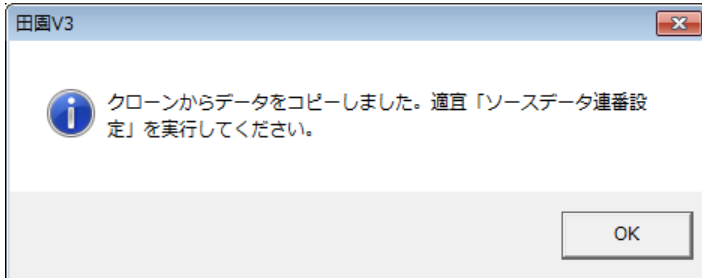 田園V3
クローンからデータをコピーしました。適宜「ソースデータ連番設
定」を実行してください。
OK